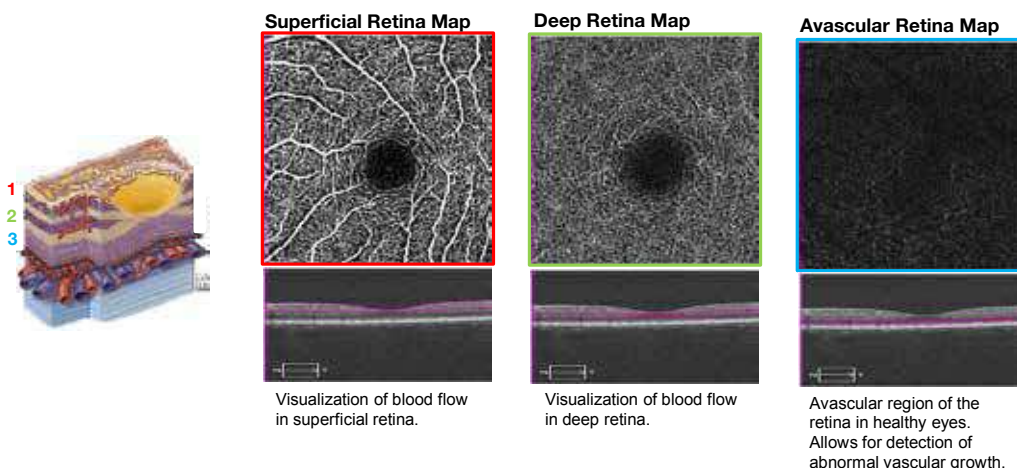 Superficial Retina Map
Deep Retina Map
Avascular Retina Map
1
2
3
Visualization of blood flow
in superficial retina.
Visualization of blood flow
in deep retina.
Avascular region of the
retina in healthy eyes.
Allows for detection of
abnormal vascular growth.